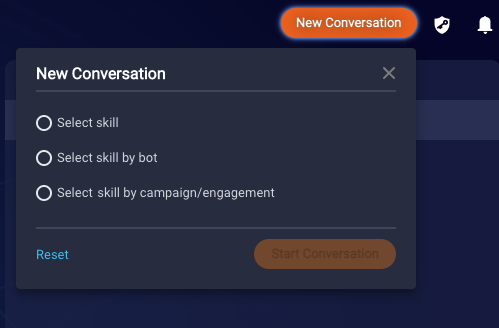 New Conversation
New Conversation
Select skill
Select skill by bot
Select skill by campaign/engagement
Reset
Start Conversation